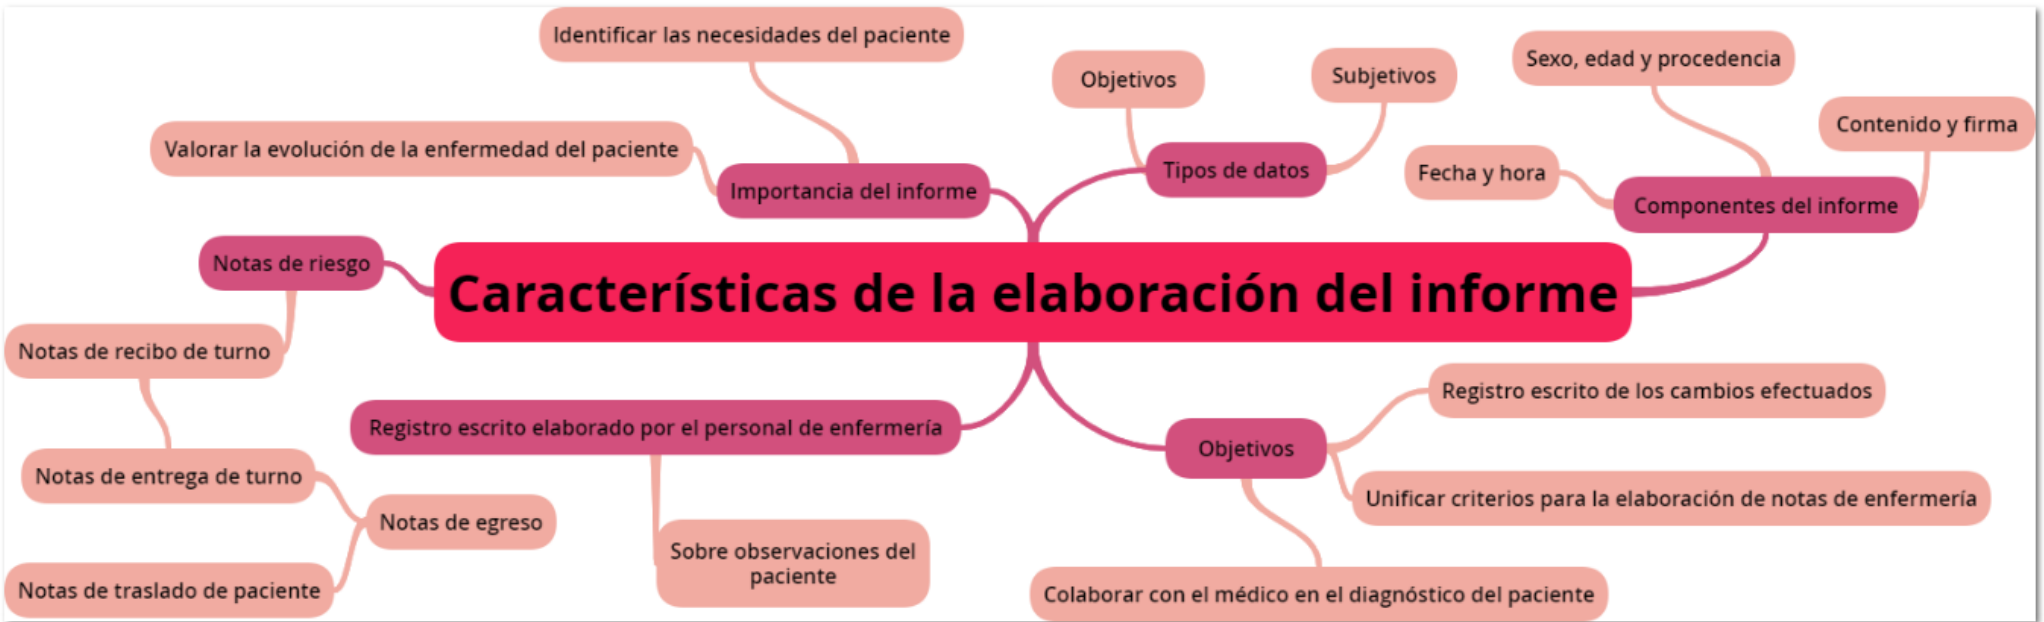 Identificar las necesidades del paciente
Valorar la evolución de la enfermedad del paciente
Importancia del informe
Objetivos
Subjetivos
Tipos de datos
Sexo, edad y procedencia
Contenido y firma
Fecha y hora
Componentes del informe
Características de la elaboración del informe
Notas de riesgo
Notas de recibo de turno
Notas de entrega de turno
Notas de egreso
Notas de traslado de paciente
Registro escrito elaborado por el personal de enfermería
Sobre observaciones del
paciente
Objetivos
Registro escrito de los cambios efectuados
Unificar criterios para la elaboración de notas de enfermería
Colaborar con el médico en el diagnóstico del paciente